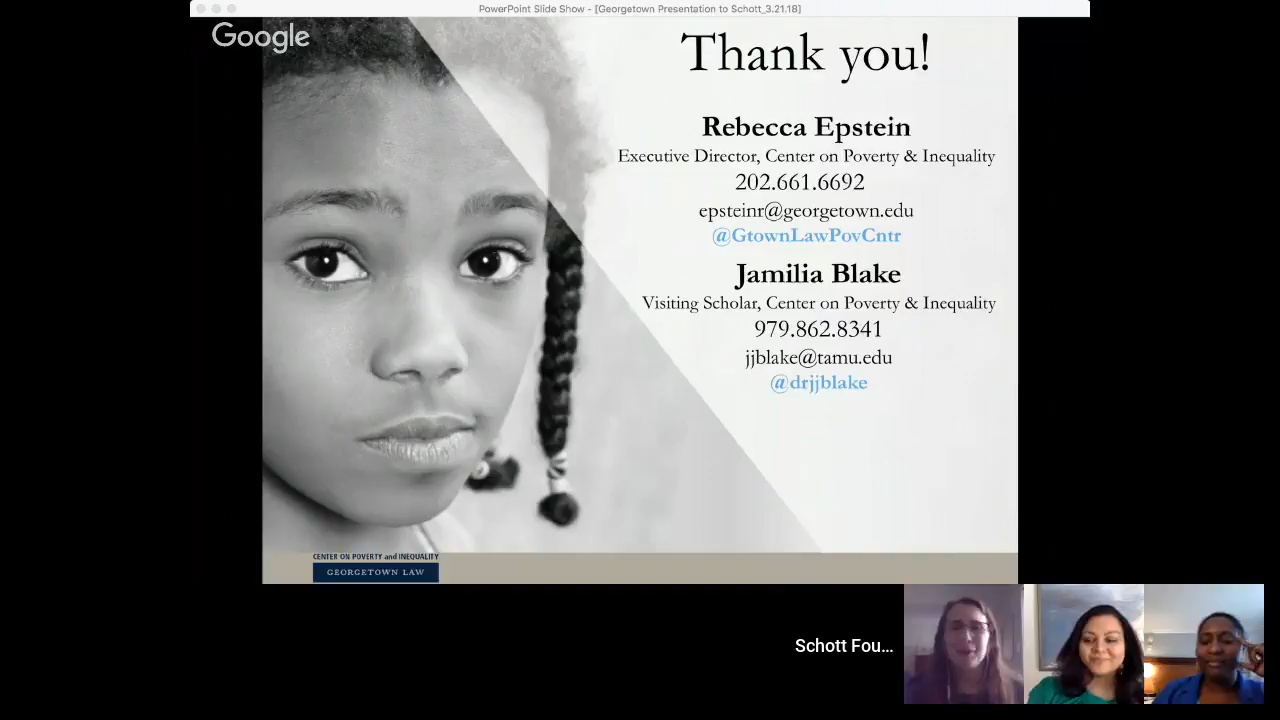 PowerPoint Slide Show - [Georgetown Presentation to Schott_3.21.18]
Google
Thank you!
Rebecca Epstein
Executive Director, Center on Poverty & Inequality
202.661.6692
epsteinr@georgetown.edu
@GtownLawPovCntr
Jamilia Blake
Visiting Scholar, Center on Poverty & Inequality
979.862.8341
jjblake@tamu.edu
@drjjblake
CENTER ON POVERTY and INEQUALITY
GEORGETOWN LAW
Schott Fou...